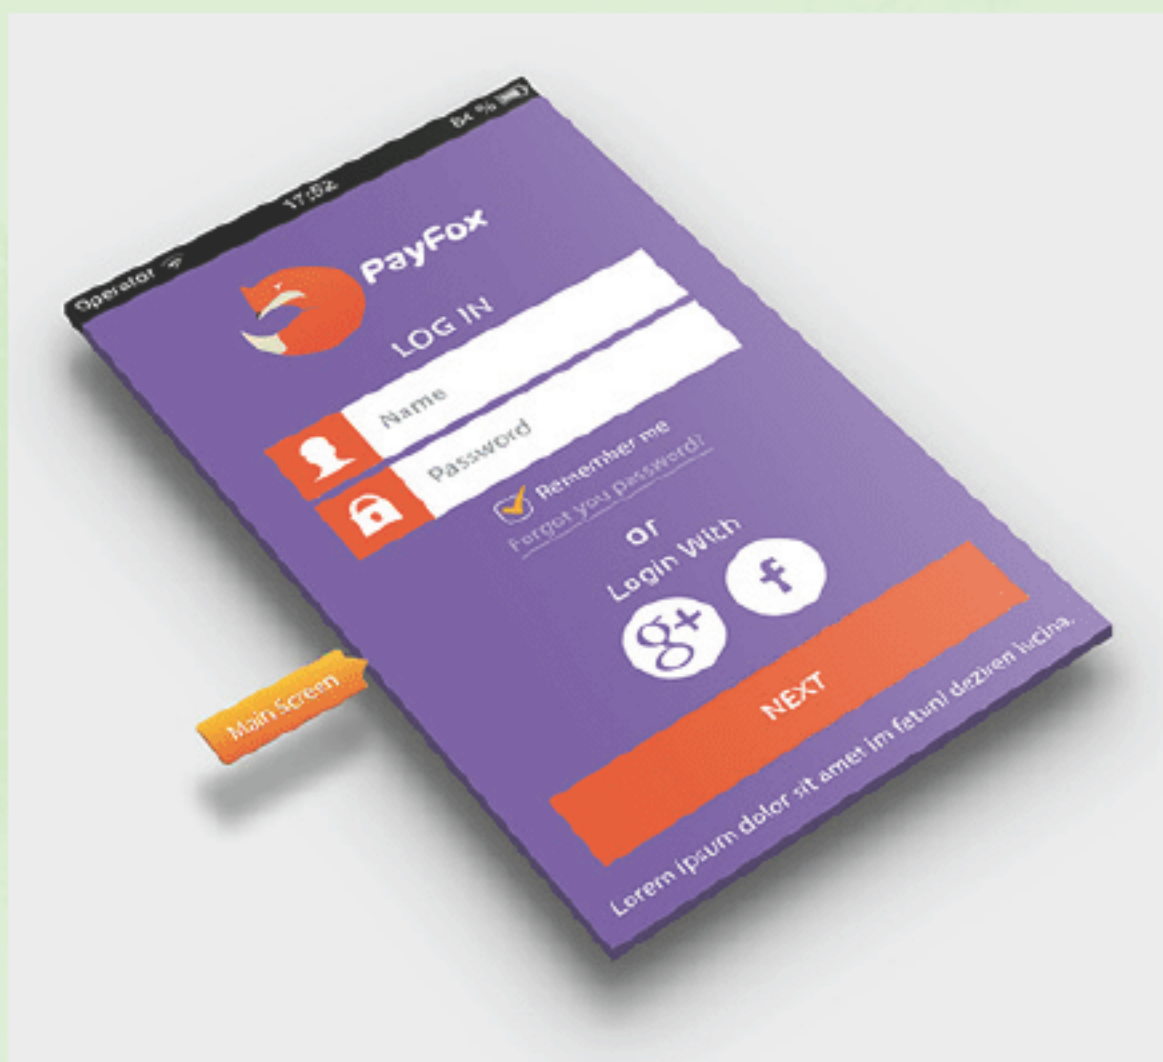 Operator 17:52 84 %
PayFox
LOG IN
Name
Password
Remember me
Forgot you password?
or
Login With
g+ f
NEXT
Lorem ipsum dolor sit amet im fetuni deziren lucina.
Main Screen